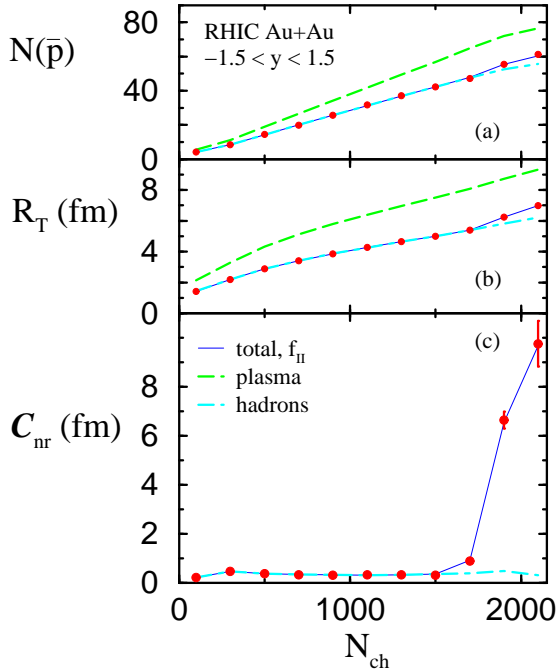 80
N(p̄)
RHIC Au+Au
−1.5 < y < 1.5
40
(a)
0
8
R_T (fm)
4
(b)
0
(c)
total, f_II
plasma
hadrons
8
6
C_nr (fm)
4
2
0
0
1000
2000
N_ch